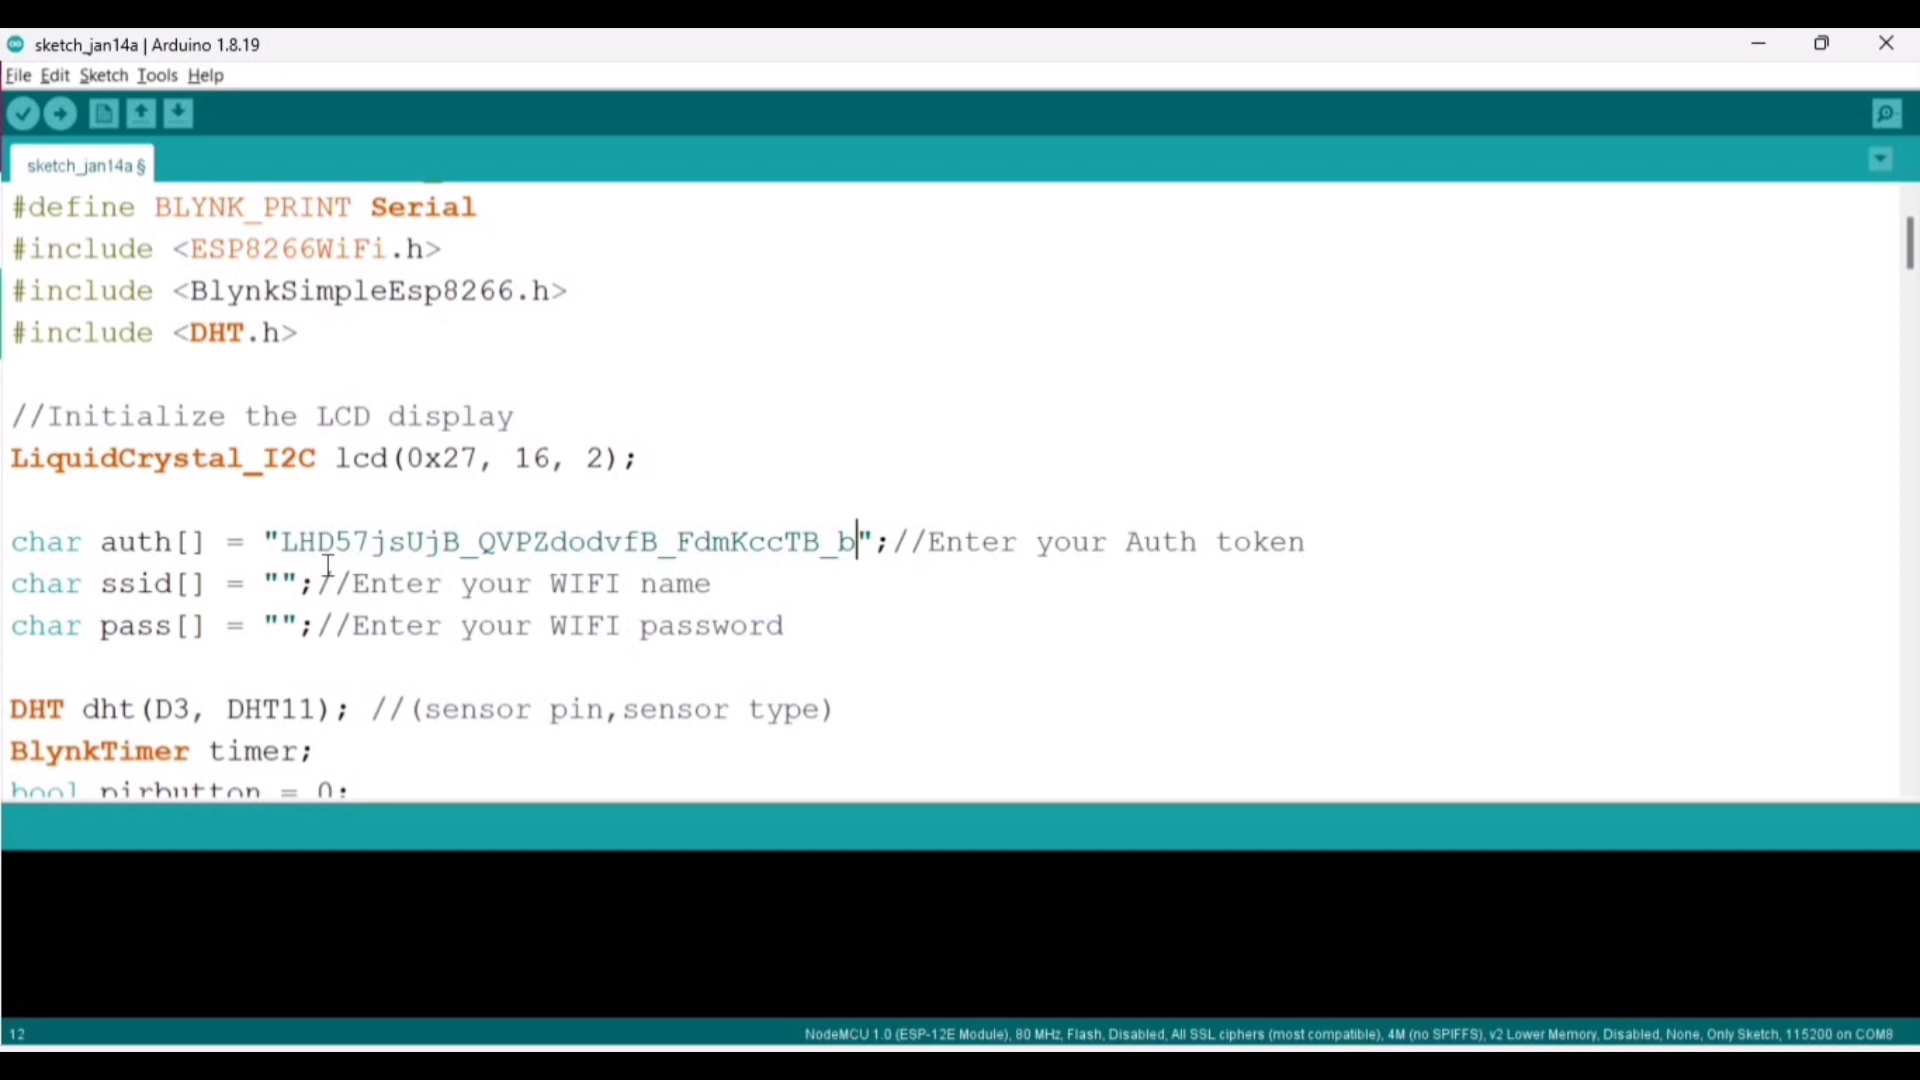 sketch_jan14a | Arduino 1.8.19
File Edit Sketch Tools Help
sketch_jan14a §
#define BLYNK_PRINT Serial
#include <ESP8266WiFi.h>
#include <BlynkSimpleEsp8266.h>
#include <DHT.h>
//Initialize the LCD display
LiquidCrystal_I2C lcd(0x27, 16, 2);
char auth[] = "LHD57jsUjB_QVPZdodvfB_FdmKccTB_b";//Enter your Auth token
char ssid[] = "";//Enter your WIFI name
char pass[] = "";//Enter your WIFI password
DHT dht(D3, DHT11); //(sensor pin,sensor type)
BlynkTimer timer;
bool pirbutton = 0;
12
NodeMCU 1.0 (ESP-12E Module), 80 MHz, Flash, Disabled, All SSL ciphers (most compatible), 4M (no SPIFFS), v2 Lower Memory, Disabled, None, Only Sketch, 115200 on COM8